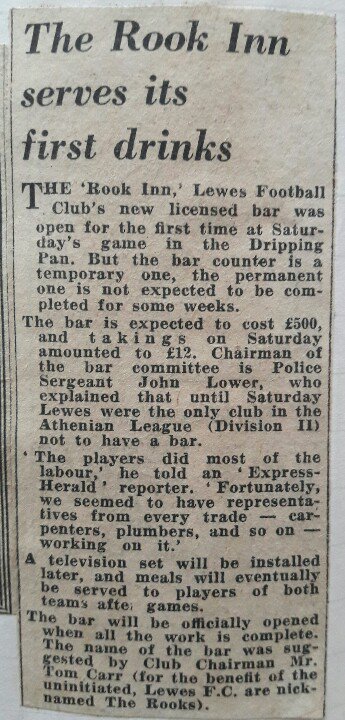 The Rook Inn
serves its
first drinks
THE 'Rook Inn,' Lewes Football
Club's new licensed bar was
open for the first time at Satur-
day's game in the Dripping
Pan. But the bar counter is a
temporary one, the permanent
one is not expected to be com-
pleted for some weeks.
The bar is expected to cost £500,
and takings on Saturday
amounted to £12. Chairman of
the bar committee is Police
Sergeant John Lower, who
explained that until Saturday
Lewes were the only club in the
Athenian League (Division II)
not to have a bar.
'The players did most of the
labour,' he told an 'Express-
Herald' reporter. 'Fortunately,
we seemed to have representa-
tives from every trade — car-
penters, plumbers, and so on —
working on it.'
A television set will be installed
later, and meals will eventually
be served to players of both
teams afte. games.
The bar will be officially opened
when all the work is complete.
The name of the bar was sug-
gested by Club Chairman Mr.
Tom Carr (for the benefit of the
uninitiated, Lewes F.C. are nick-
named The Rooks).